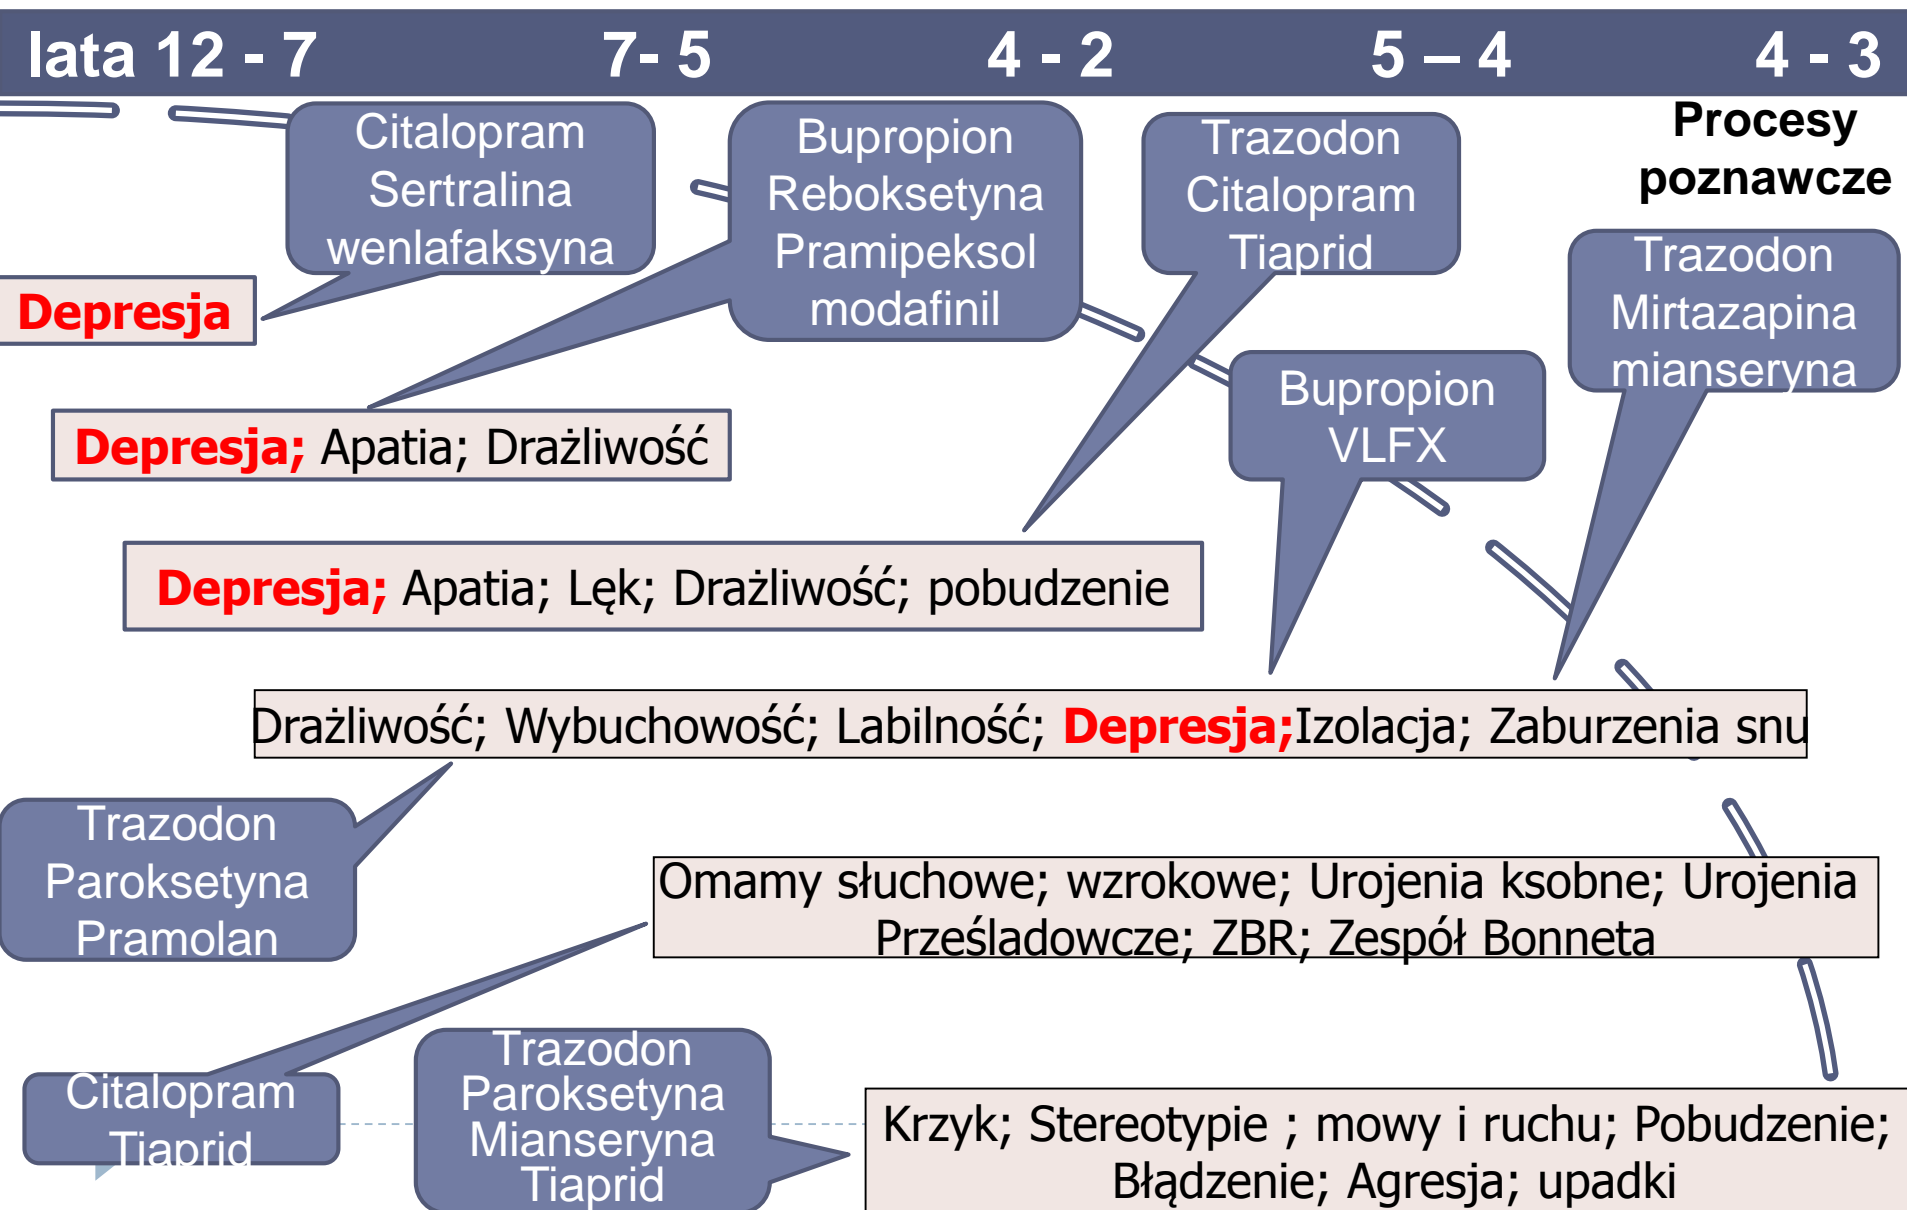 lata 12 - 7 7- 5 4 - 2 5 – 4 4 - 3
Procesy
poznawcze
Citalopram
Sertralina
wenlafaksyna
Bupropion
Reboksetyna
Pramipeksol
modafinil
Trazodon
Citalopram
Tiaprid
Trazodon
Mirtazapina
mianseryna
Depresja
Bupropion
VLFX
Depresja; Apatia; Drażliwość
Depresja; Apatia; Lęk; Drażliwość; pobudzenie
Drażliwość; Wybuchowość; Labilność; Depresja;Izolacja; Zaburzenia snu
Trazodon
Paroksetyna
Pramolan
Omamy słuchowe; wzrokowe; Urojenia ksobne; Urojenia
Prześladowcze; ZBR; Zespół Bonneta
Citalopram
Tiaprid
Trazodon
Paroksetyna
Mianseryna
Tiaprid
Krzyk; Stereotypie ; mowy i ruchu; Pobudzenie;
Błądzenie; Agresja; upadki